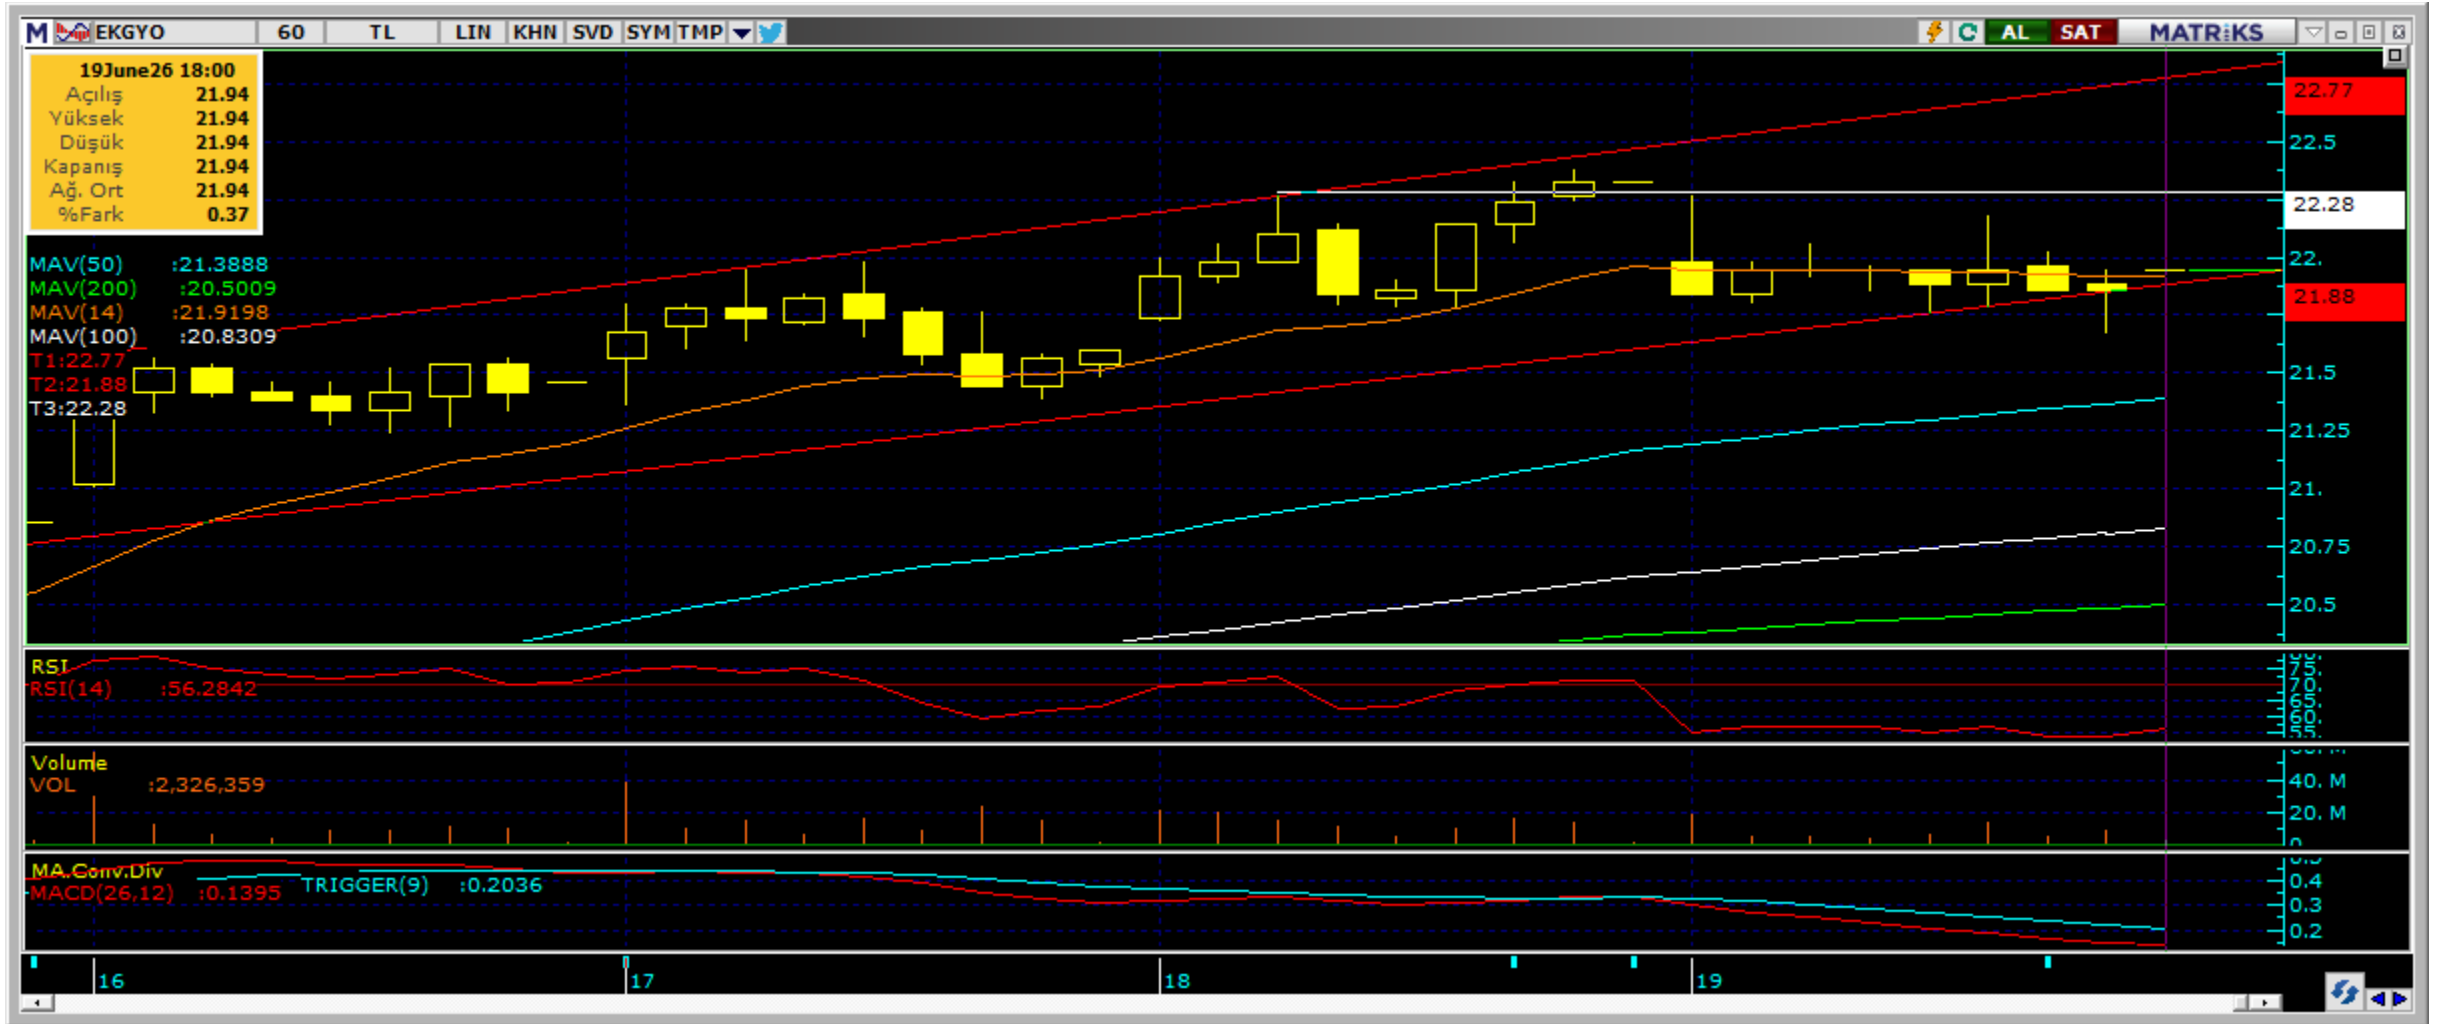 M EKGYO 60 TL LIN KHN SVD SYM TMP AL SAT MATRiKS
19June26 18:00
Açılış 21.94
Yüksek 21.94
Düşük 21.94
Kapanış 21.94
Ağ. Ort 21.94
%Fark 0.37
MAV(50) :21.3888
MAV(200) :20.5009
MAV(14) :21.9198
MAV(100) :20.8309
T1:22.77
T2:21.88
T3:22.28
22.77
22.5
22.28
22.
21.88
21.5
21.25
21.
20.75
20.5
RSI
RSI(14) :56.2842
75.
70.
65.
60.
55.
Volume
VOL :2,326,359
40. M
20. M
0
MA.Conv.Div
MACD(26,12) :0.1395 TRIGGER(9) :0.2036
0.4
0.3
0.2
16 17 18 19